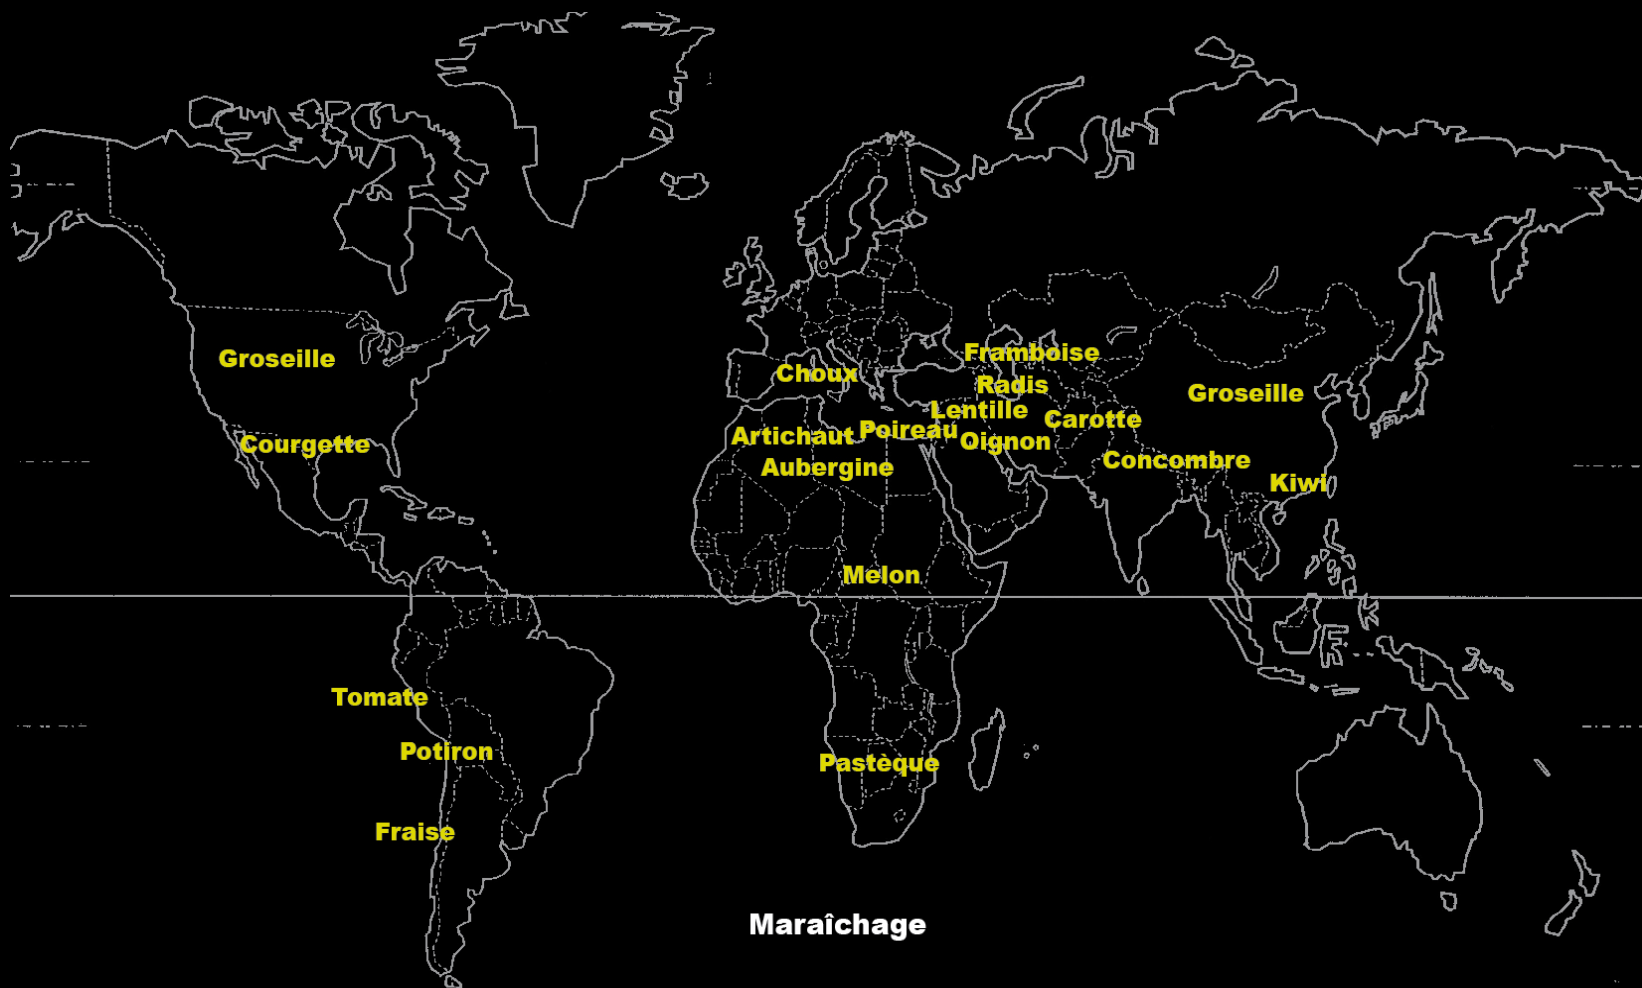 Framboise
Groseille
Choux
Radis
Groseille
Lentille
Carotte
Poireau
Artichaut
Oignon
Courgette
Concombre
Aubergine
Kiwi
Melon
Tomate
Potiron
Pastèque
Fraise
Maraîchage